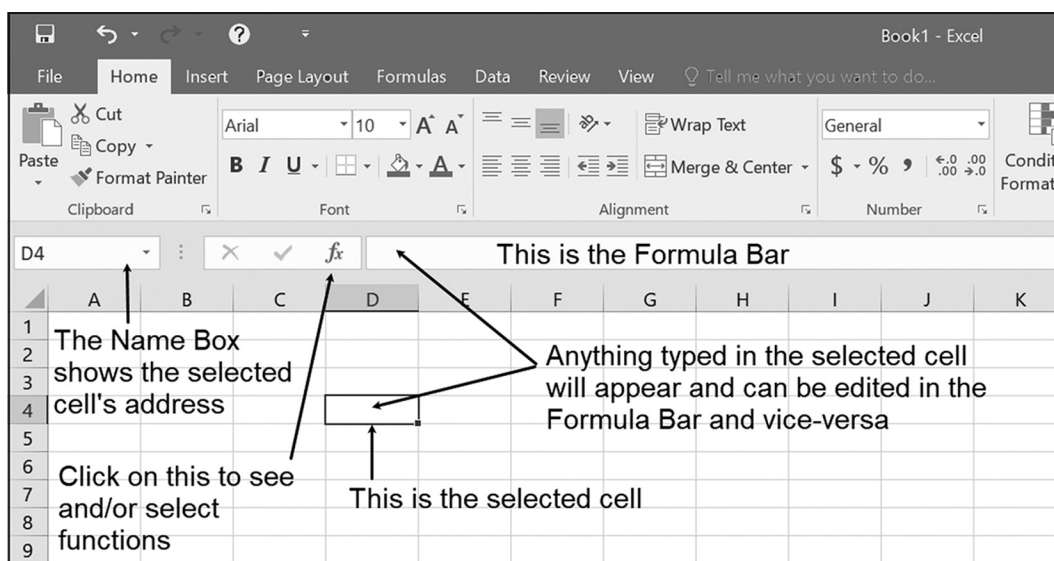 Book1 - Excel
File Home Insert Page Layout Formulas Data Review View Tell me what you want to do...
Cut
Copy
Paste
Format Painter
Clipboard
Arial 10 A A
B I U A
Font
Wrap Text
Merge & Center
Alignment
General
$ % , .0 .00 .00 .0
Number
Condit
Format
D4 fx This is the Formula Bar
A B C D E F G H I J K
1
2
3
4
5
6
7
8
9
The Name Box
shows the selected
cell's address
Anything typed in the selected cell
will appear and can be edited in the
Formula Bar and vice-versa
Click on this to see
and/or select
functions
This is the selected cell